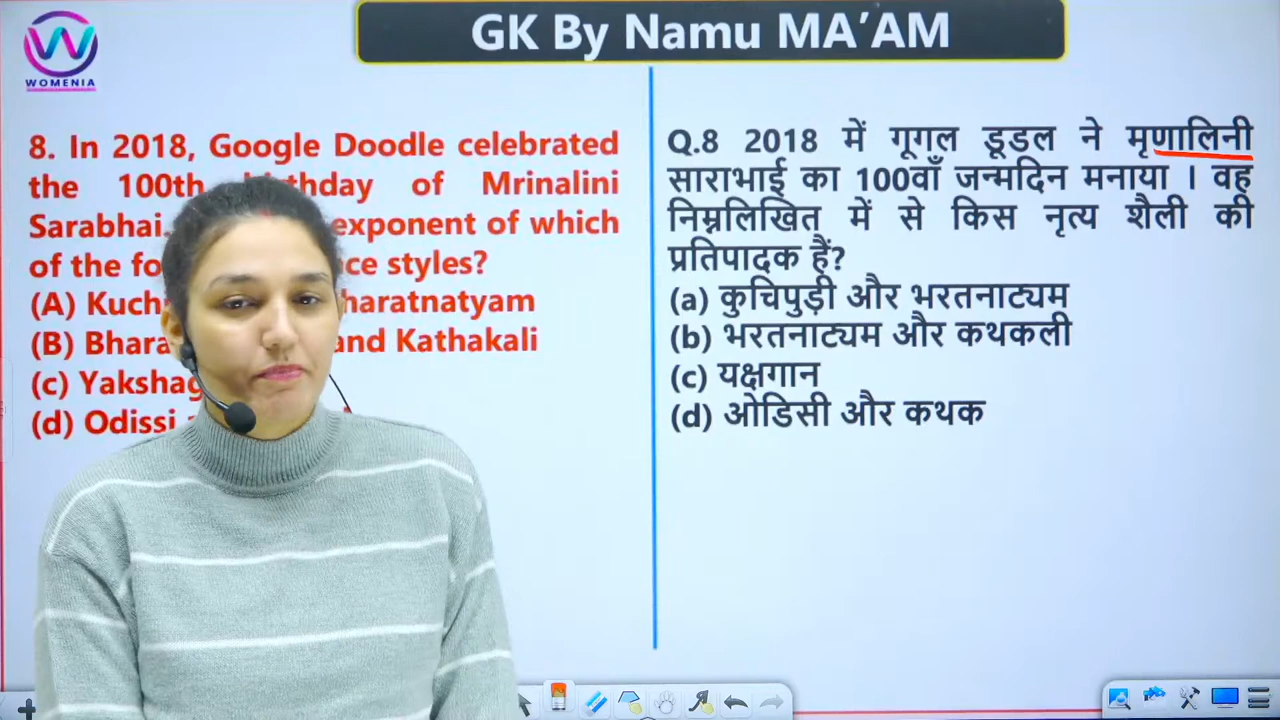 WOMENIA
GK By Namu MA’AM
8. In 2018, Google Doodle celebrated
the 100th birthday of Mrinalini
Sarabhai. exponent of which
of the ce styles?
(A) Kuch haratnatyam
(B) Bhara and Kathakali
(c) Yakshag
(d) Odissi
Q.8 2018 में गूगल डूडल ने मृणालिनी
साराभाई का 100वाँ जन्मदिन मनाया । वह
निम्नलिखित में से किस नृत्य शैली की
प्रतिपादक हैं?
(a) कुचिपुड़ी और भरतनाट्यम
(b) भरतनाट्यम और कथकली
(c) यक्षगान
(d) ओडिसी और कथक